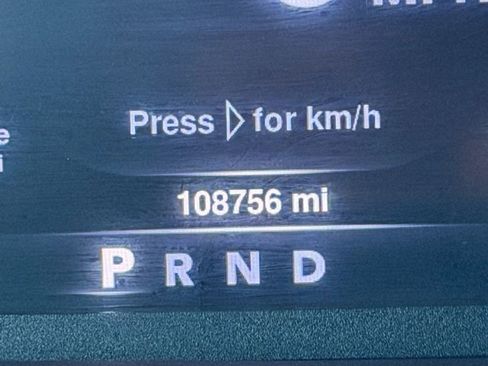 Press ▷ for km/h
108756 mi
P R N D